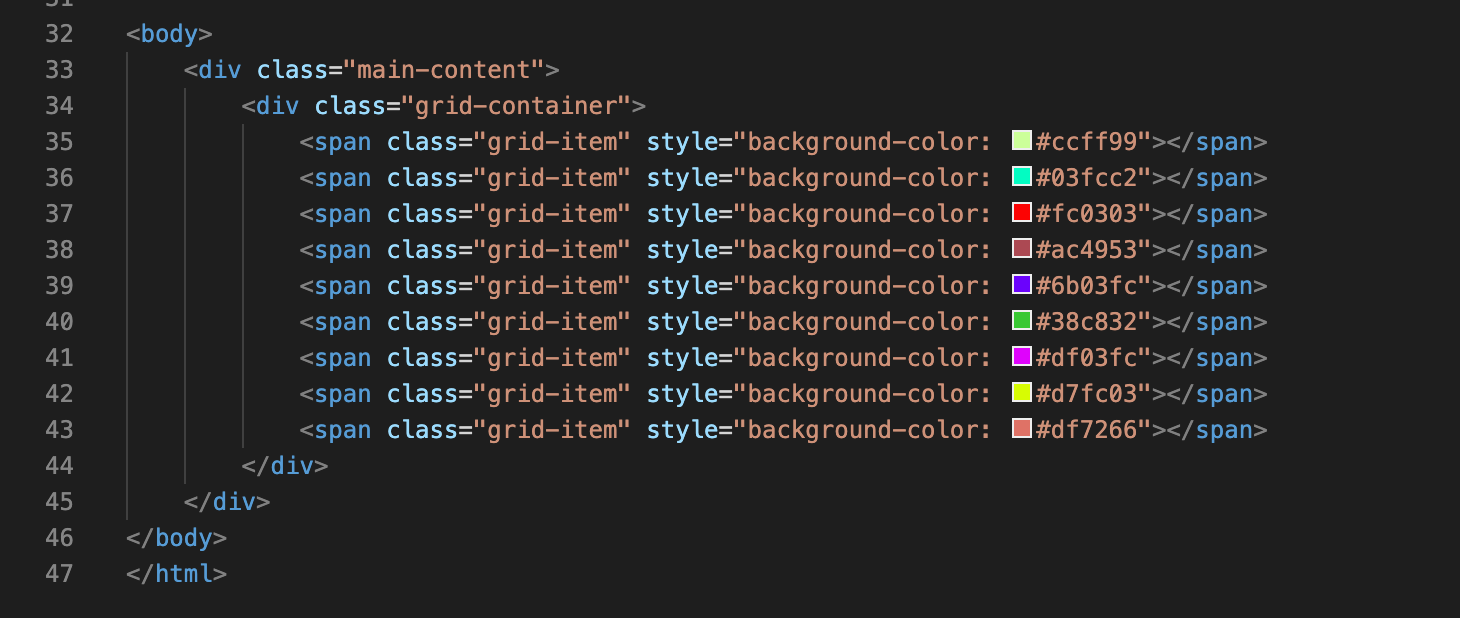 31
32 <body>
33 <div class="main-content">
34 <div class="grid-container">
35 <span class="grid-item" style="background-color: #ccff99"></span>
36 <span class="grid-item" style="background-color: #03fcc2"></span>
37 <span class="grid-item" style="background-color: #fc0303"></span>
38 <span class="grid-item" style="background-color: #ac4953"></span>
39 <span class="grid-item" style="background-color: #6b03fc"></span>
40 <span class="grid-item" style="background-color: #38c832"></span>
41 <span class="grid-item" style="background-color: #df03fc"></span>
42 <span class="grid-item" style="background-color: #d7fc03"></span>
43 <span class="grid-item" style="background-color: #df7266"></span>
44 </div>
45 </div>
46 </body>
47 </html>